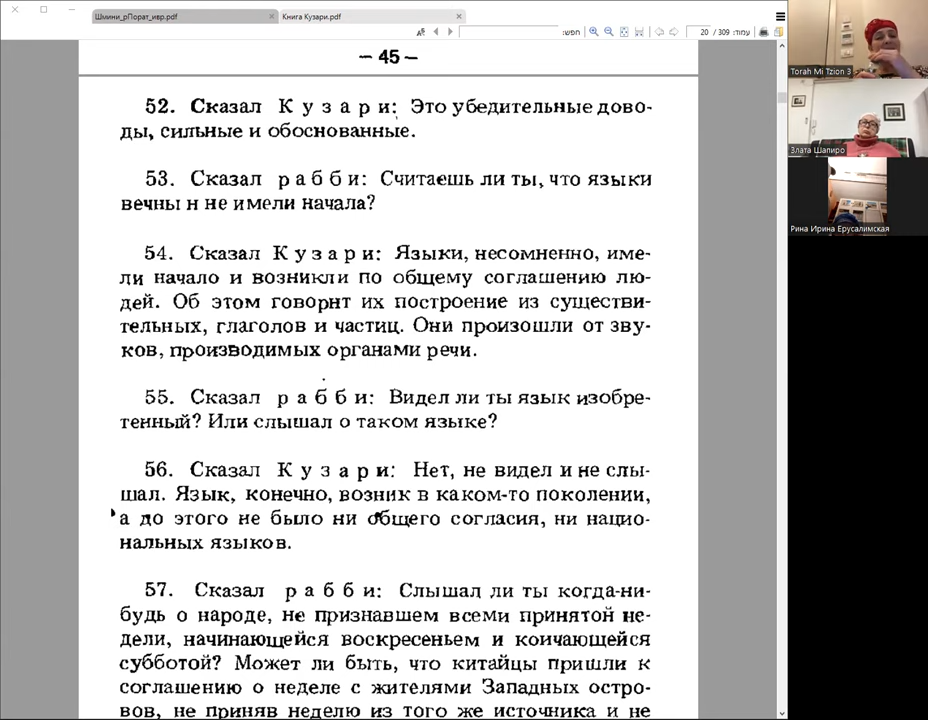 Шмини_рПорат_ивр.pdf
Книга Кузари.pdf
חיפוש:
עמוד: 309 / 20
— 45 —
52. Сказал Кузари: Это убедительные дово-
ды, сильные и обоснованные.
53. Сказал рабби: Считаешь ли ты, что языки
вечны н не имели начала?
54. Сказал Кузари: Языки, несомненно, име-
ли начало и возникли по общему соглашению лю-
дей. Об этом говорнт их построение из существи-
тельных, глаголов и частиц. Они произошли от зву-
ков, производимых органами речи.
55. Сказал рабби: Видел ли ты язык изобре-
тенный? Или слышал о таком языке?
56. Сказал Кузари: Нет, не видел и не слы-
шал. Язык, конечно, возник в каком-то поколении,
а до этого не было ни общего согласия, ни нацио-
нальных языков.
57. Сказал рабби: Слышал ли ты когда-ни-
будь о народе, не признавшем всеми принятой не-
дели, начинающейся воскресеньем и коичающейся
субботой? Может ли быть, что китайцы пришли к
соглашению о неделе с жителями Западных остро-
вов, не приняв неделю из того же источника и не
Torah Mi Tzion 3
Злата Шапиро
Рина Ирина Ерусалимская